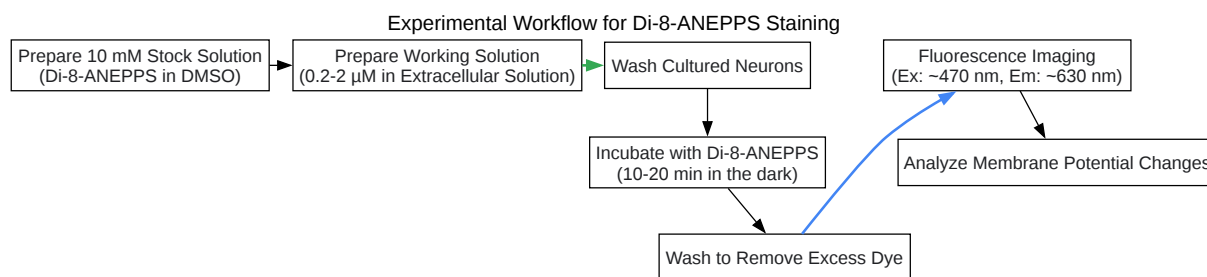 Experimental Workflow for Di-8-ANEPPS Staining
Prepare 10 mM Stock Solution
(Di-8-ANEPPS in DMSO)
Prepare Working Solution
(0.2-2 µM in Extracellular Solution)
Wash Cultured Neurons
Incubate with Di-8-ANEPPS
(10-20 min in the dark)
Wash to Remove Excess Dye
Fluorescence Imaging
(Ex: ~470 nm, Em: ~630 nm)
Analyze Membrane Potential Changes